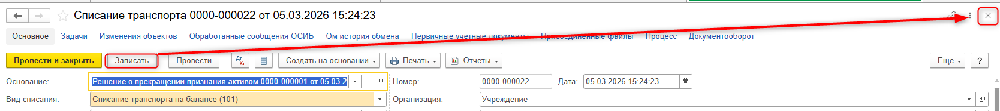 Списание транспорта 0000-000022 от 05.03.2026 15:24:23
Основное Задачи Изменения объектов Обработанные сообщения ОСИБ Ом история обмена Первичные учетные документы Присоединенные файлы Процесс Документооборот
Провести и закрыть Записать Провести Дт Кт Создать на основании Печать Отчеты Еще ?
Основание: Решение о прекращении признания активом 0000-000001 от 05.03.2 ... Номер: 0000-000022 Дата: 05.03.2026 15:24:23
Вид списания: Списание транспорта на балансе (101) Организация: Учреждение